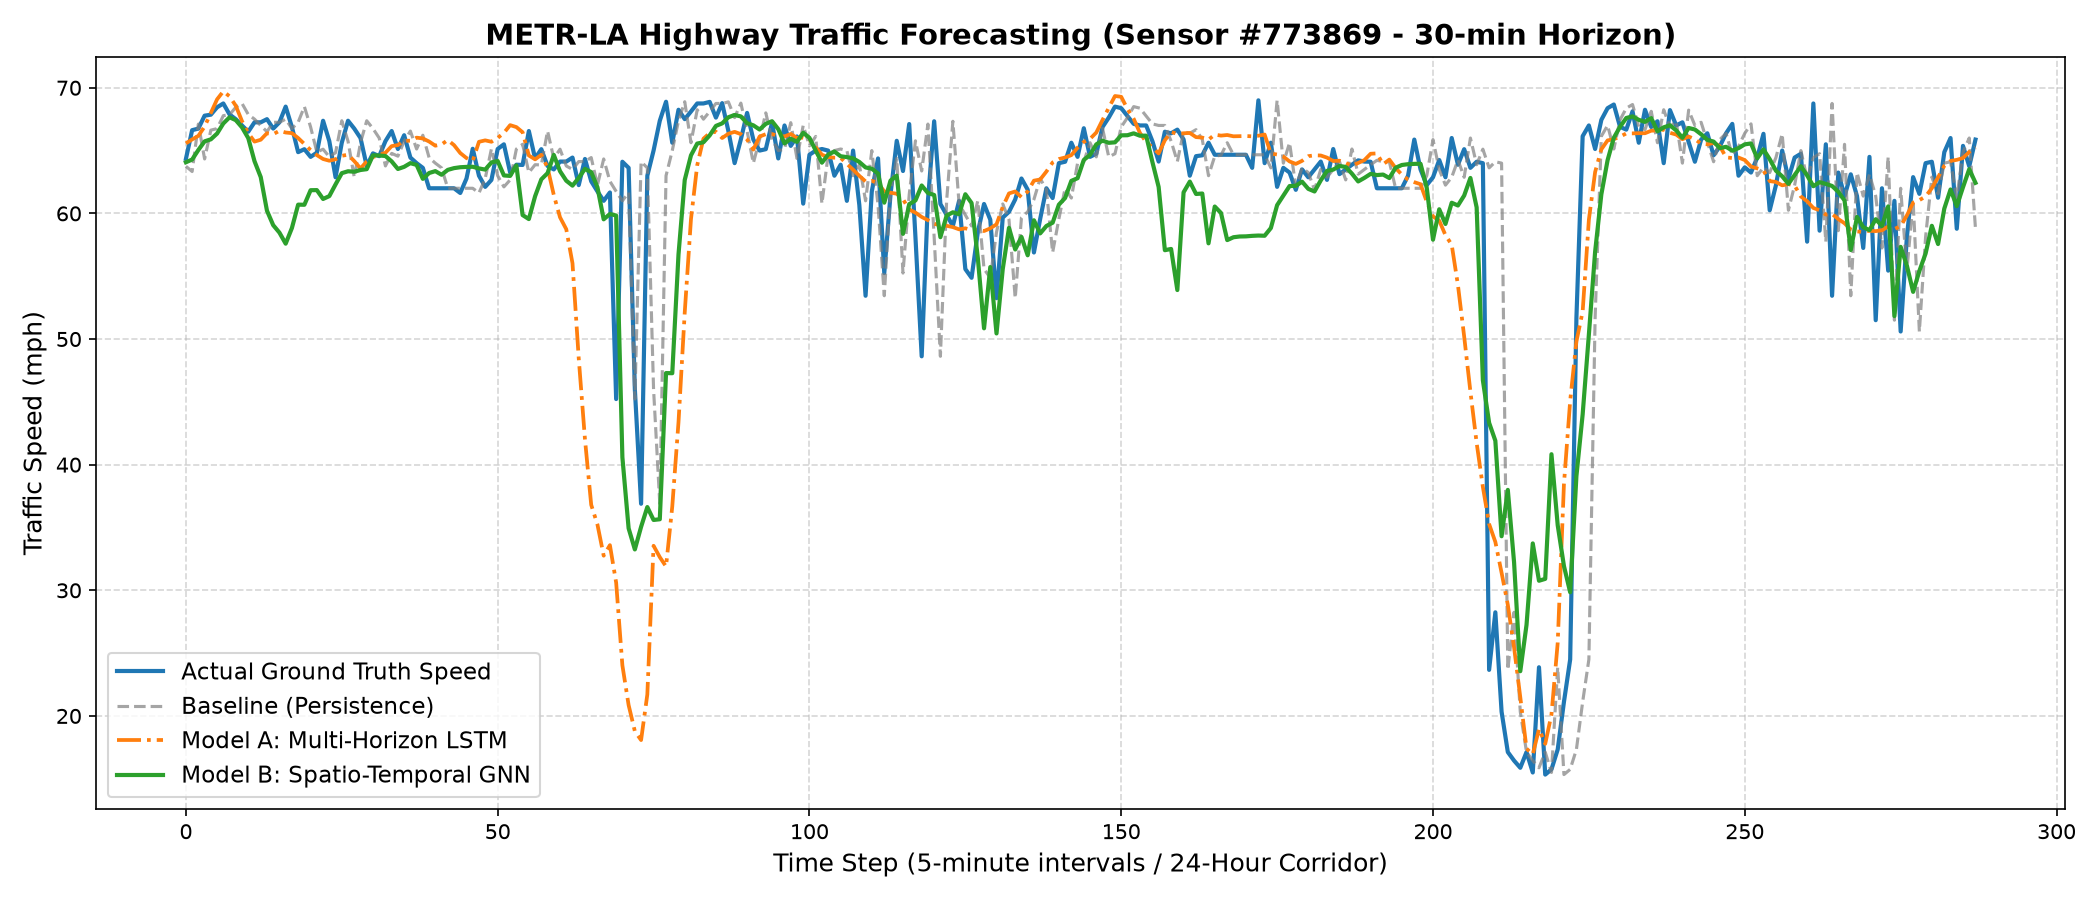 METR-LA Highway Traffic Forecasting (Sensor #773869 - 30-min Horizon)
Traffic Speed (mph)
70
60
50
40
30
20
Actual Ground Truth Speed
Baseline (Persistence)
Model A: Multi-Horizon LSTM
Model B: Spatio-Temporal GNN
0 50 100 150 200 250 300
Time Step (5-minute intervals / 24-Hour Corridor)